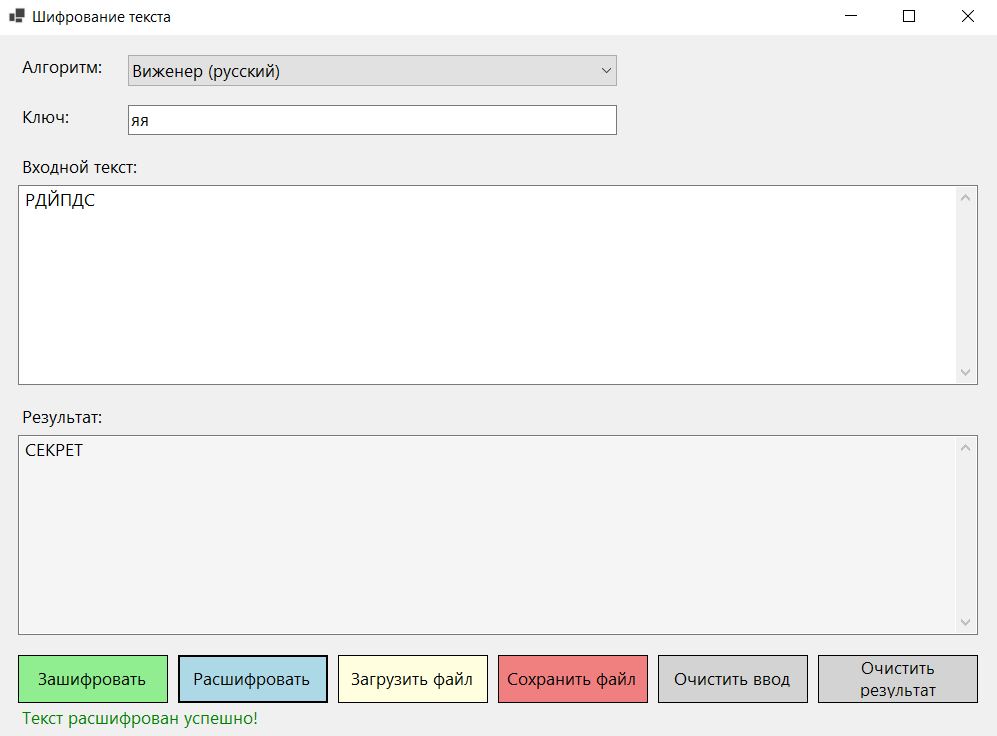 Шифрование текста
Алгоритм: Виженер (русский)
Ключ: яя
Входной текст:
РДЙПДС
Результат:
СЕКРЕТ
Зашифровать Расшифровать Загрузить файл Сохранить файл Очистить ввод Очистить результат
Текст расшифрован успешно!